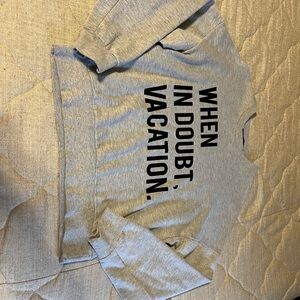 WHEN
IN DOUBT,
VACATION.